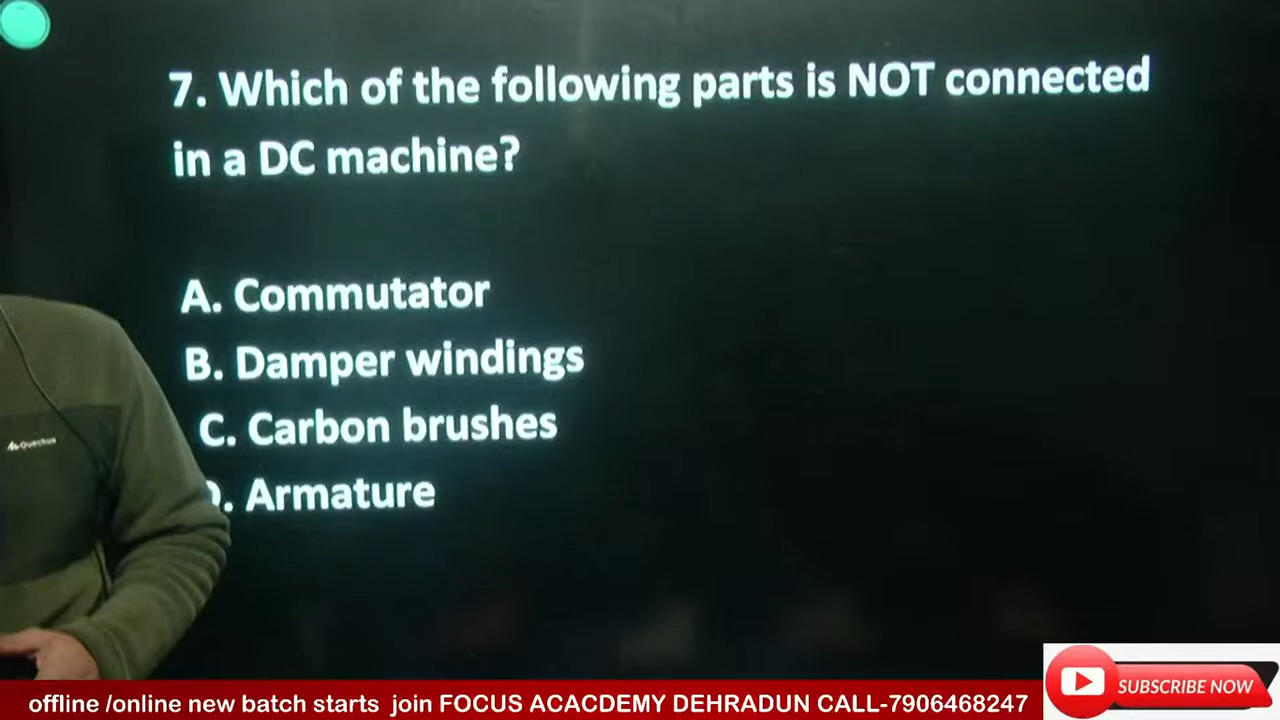 7. Which of the following parts is NOT connected
in a DC machine?
A. Commutator
B. Damper windings
C. Carbon brushes
D. Armature
Quechua
offline /online new batch starts join FOCUS ACACDEMY DEHRADUN CALL-7906468247
SUBSCRIBE NOW